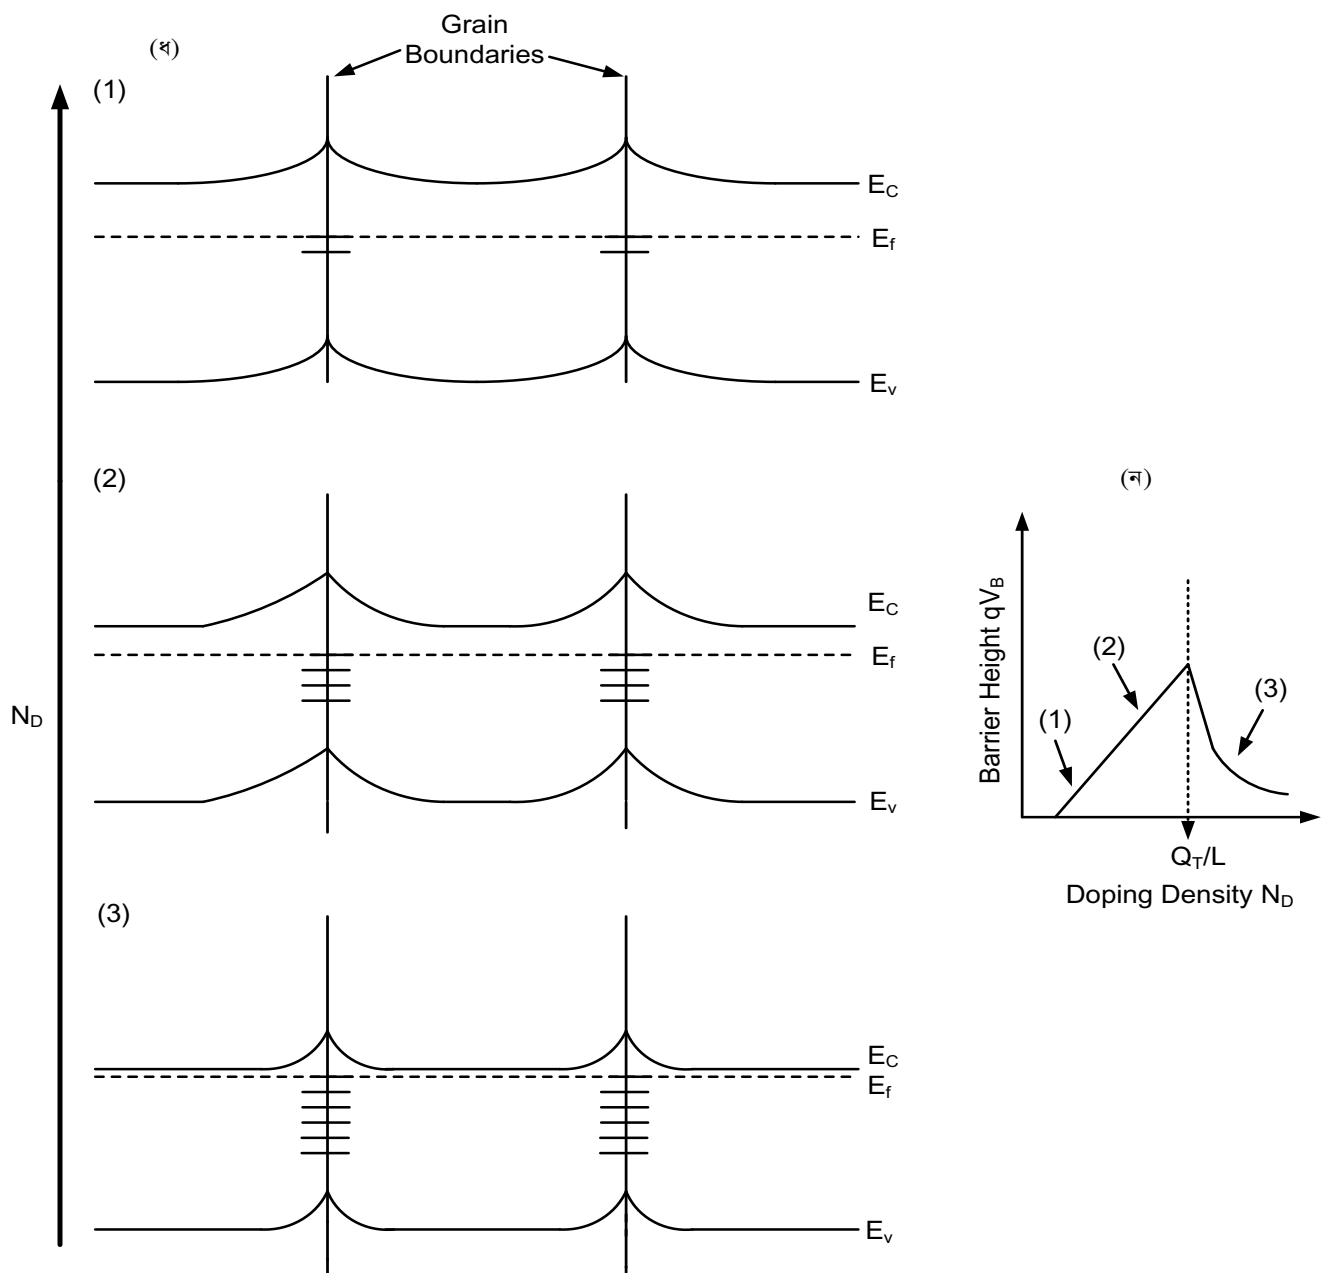 (ধ)
Grain
Boundaries
(1)
E_C
E_f
E_v
(2)
E_C
E_f
E_v
N_D
(3)
E_C
E_f
E_v
(ন)
Barrier Height qV_B
(1)
(2)
(3)
Q_T/L
Doping Density N_D